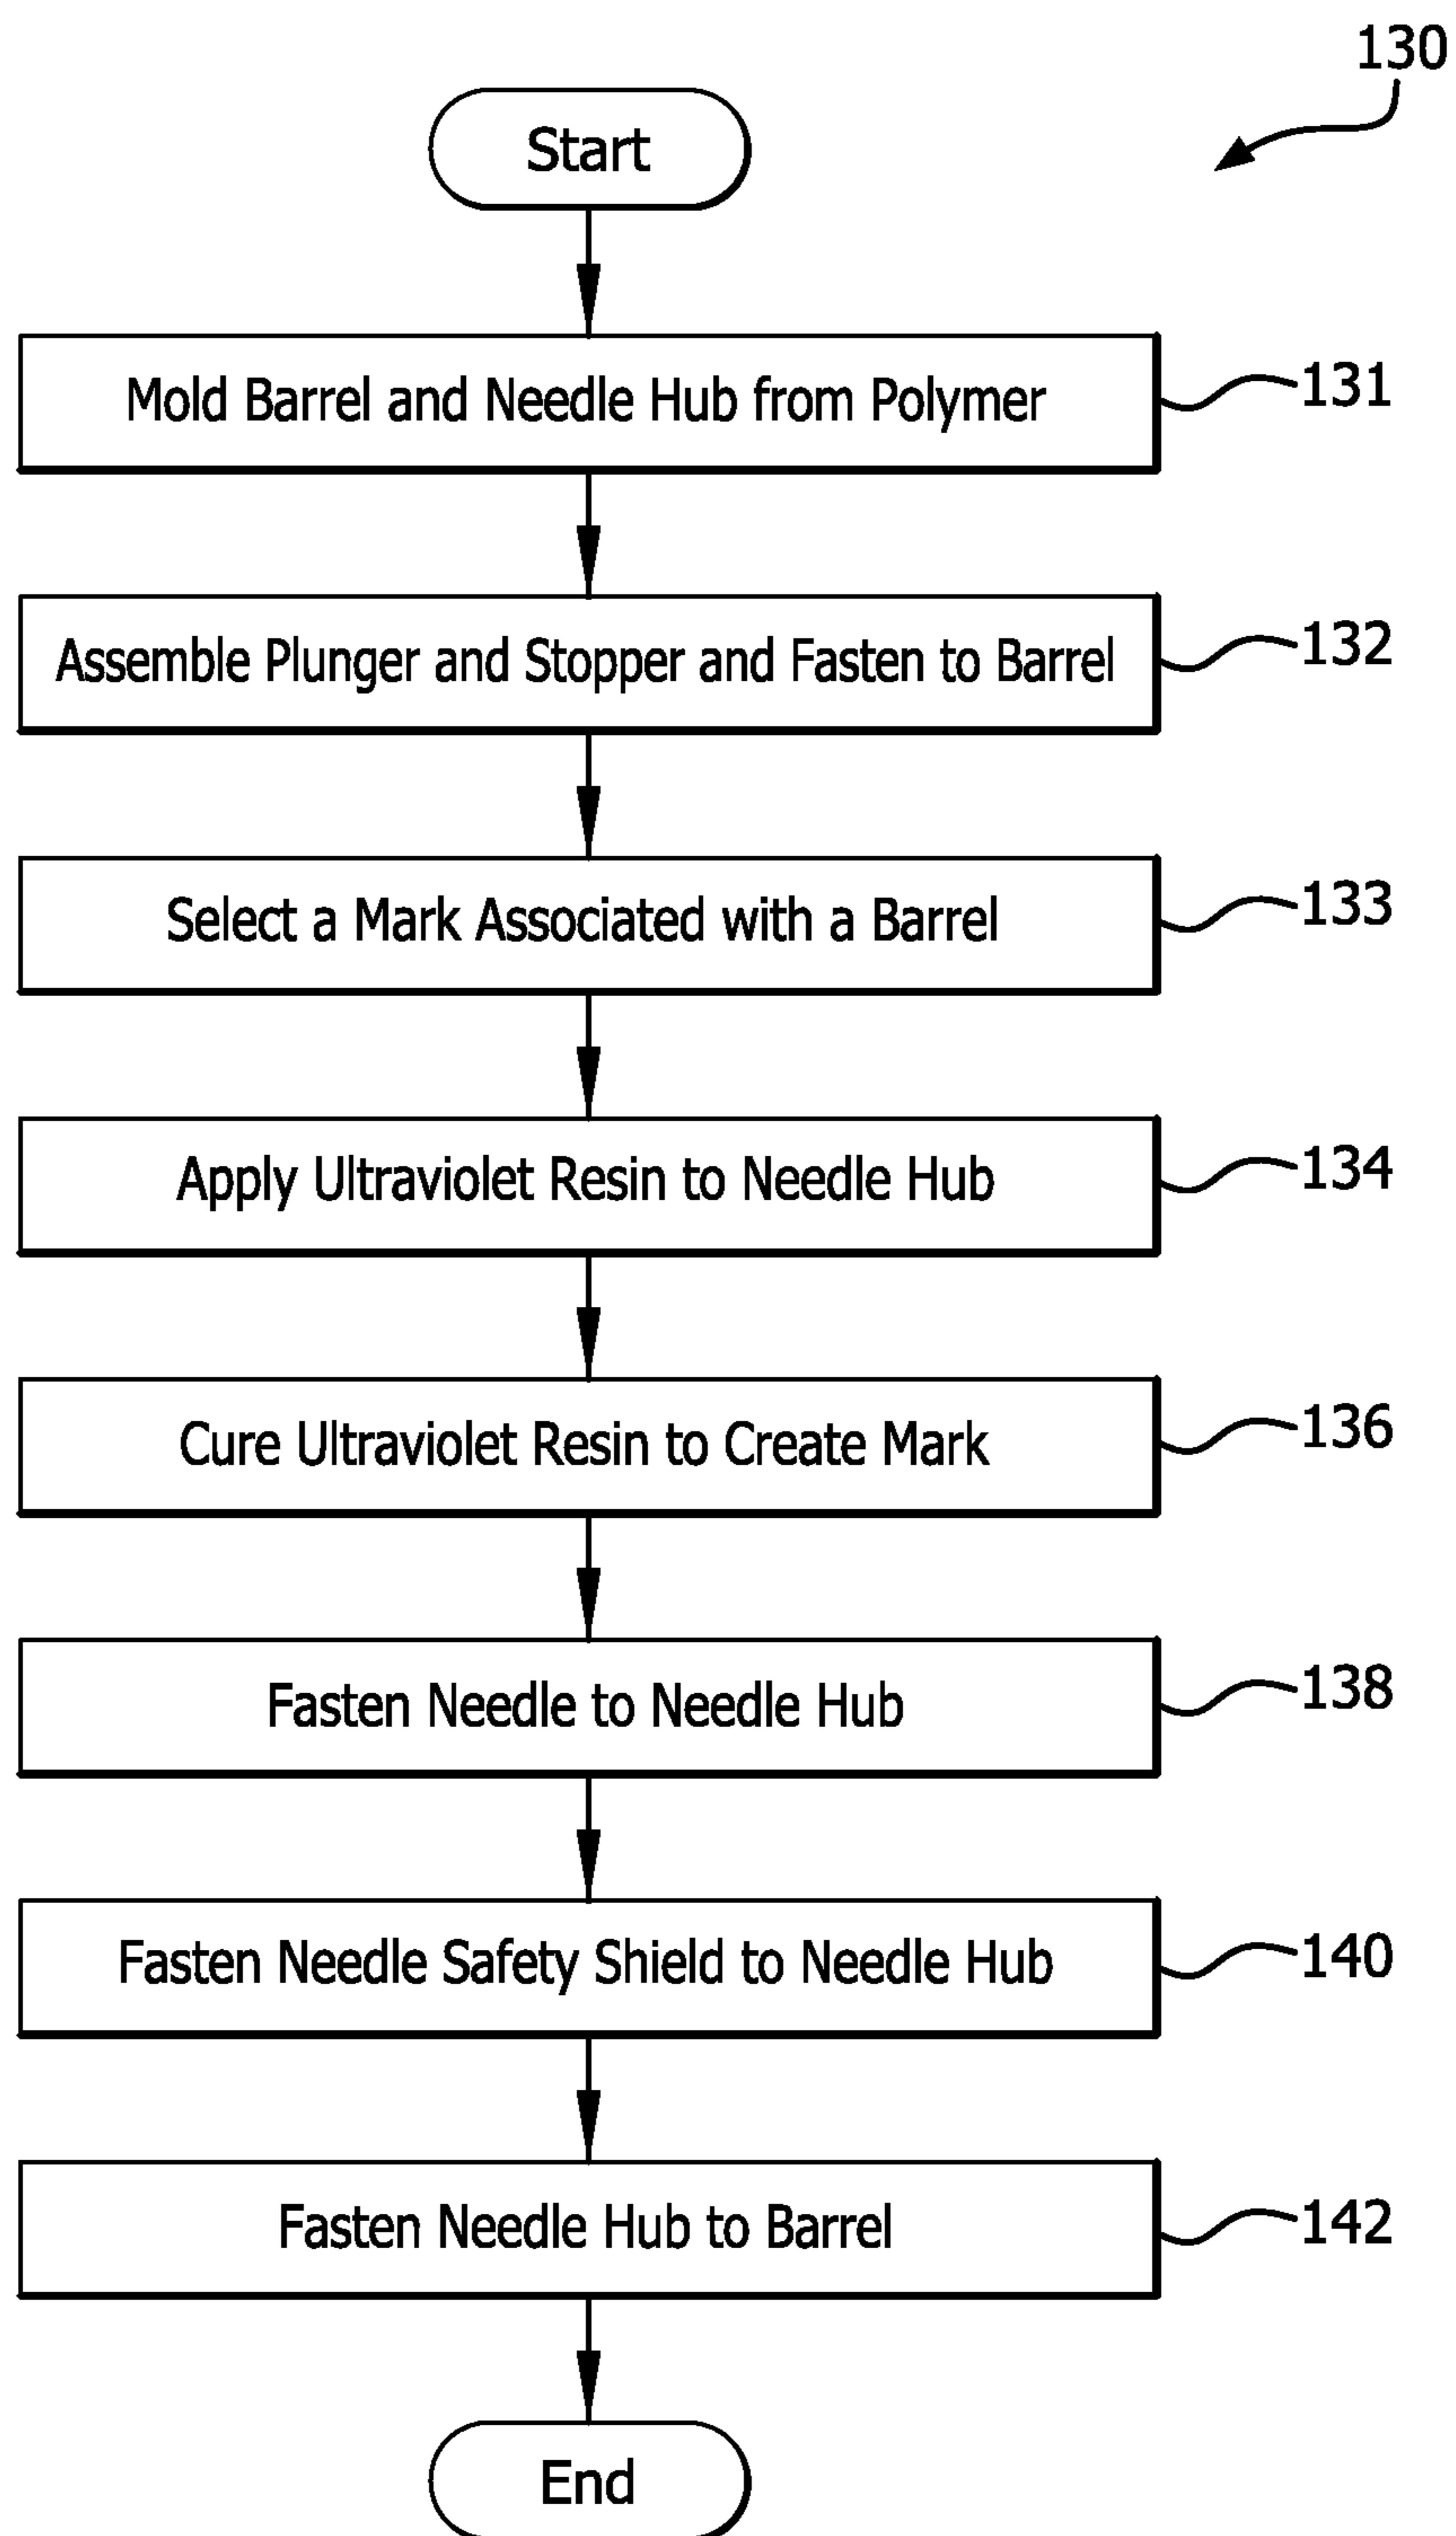 130
Start
Mold Barrel and Needle Hub from Polymer
131
Assemble Plunger and Stopper and Fasten to Barrel
132
Select a Mark Associated with a Barrel
133
Apply Ultraviolet Resin to Needle Hub
134
Cure Ultraviolet Resin to Create Mark
136
Fasten Needle to Needle Hub
138
Fasten Needle Safety Shield to Needle Hub
140
Fasten Needle Hub to Barrel
142
End